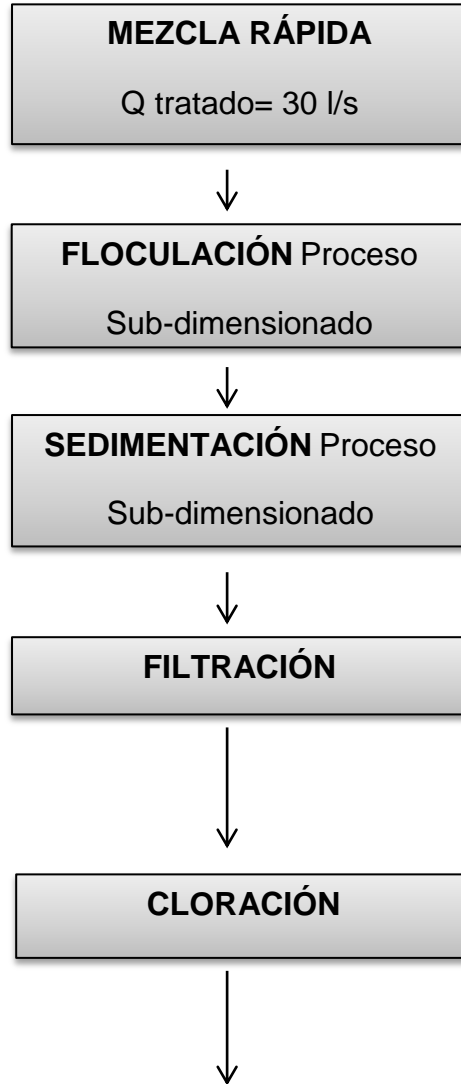 MEZCLA RÁPIDA
Q tratado= 30 l/s
FLOCULACIÓN Proceso
Sub-dimensionado
SEDIMENTACIÓN Proceso
Sub-dimensionado
FILTRACIÓN
CLORACIÓN